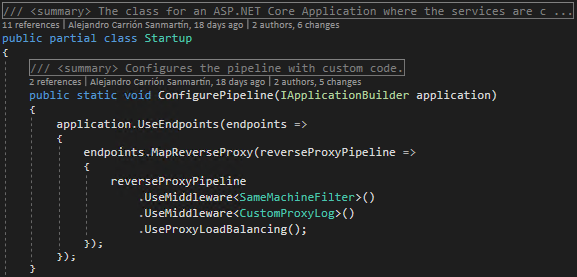 /// <summary> The class for an ASP.NET Core Application where the services are c ...
11 references | Alejandro Carrión Sanmartín, 18 days ago | 2 authors, 6 changes
public partial class Startup
{
/// <summary> Configures the pipeline with custom code.
2 references | Alejandro Carrión Sanmartín, 18 days ago | 2 authors, 5 changes
public static void ConfigurePipeline(IApplicationBuilder application)
{
application.UseEndpoints(endpoints =>
{
endpoints.MapReverseProxy(reverseProxyPipeline =>
{
reverseProxyPipeline
.UseMiddleware<SameMachineFilter>()
.UseMiddleware<CustomProxyLog>()
.UseProxyLoadBalancing();
});
});
}